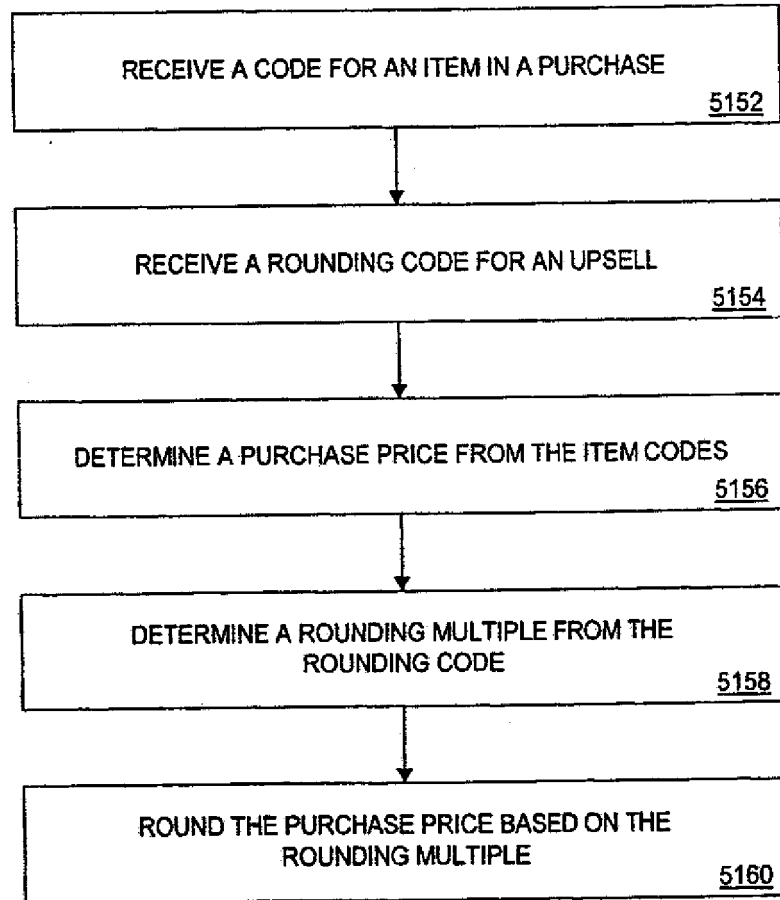 RECEIVE A CODE FOR AN ITEM IN A PURCHASE
5152
RECEIVE A ROUNDING CODE FOR AN UPSELL
5154
DETERMINE A PURCHASE PRICE FROM THE ITEM CODES
5156
DETERMINE A ROUNDING MULTIPLE FROM THE
ROUNDING CODE
5158
ROUND THE PURCHASE PRICE BASED ON THE
ROUNDING MULTIPLE
5160